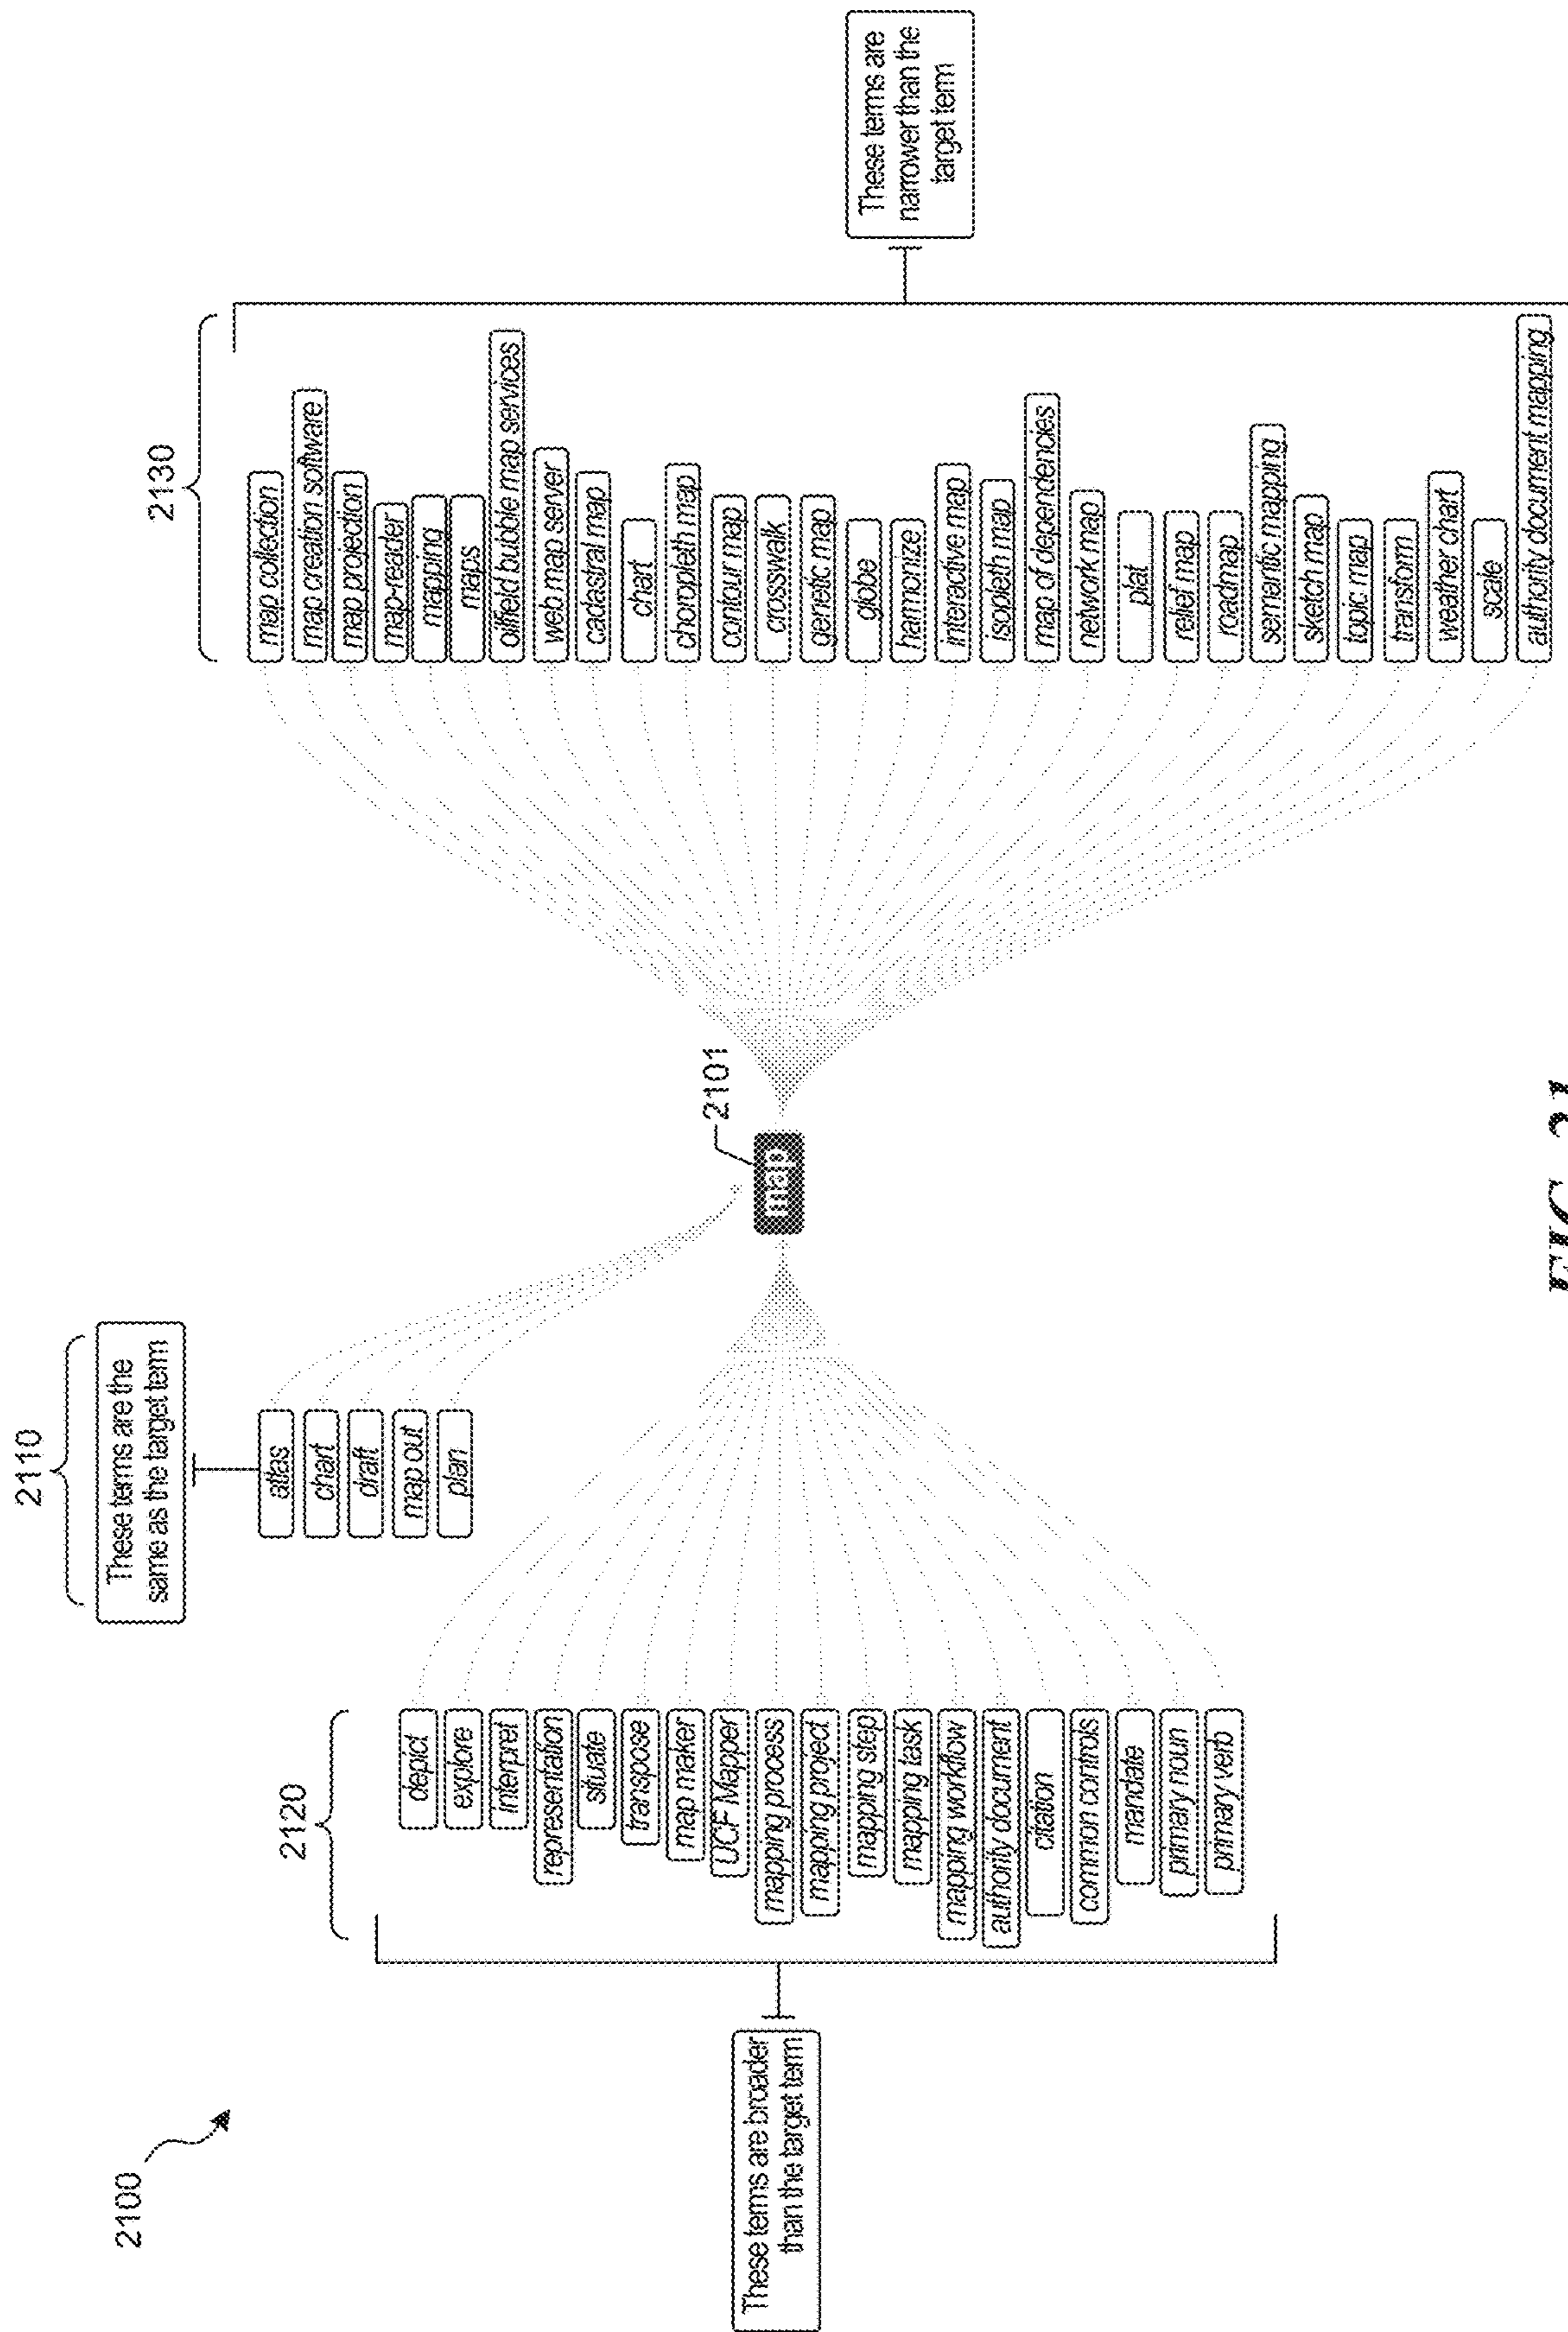 2100
2110
These terms are the
same as the target term
atlas
chart
draft
map out
plan
2120
depict
explore
interpret
representation
situate
transpose
map maker
UCF Mapper
mapping process
mapping project
mapping step
mapping task
mapping workflow
authority document
citation
common controls
mandate
primary noun
primary verb
These terms are broader
than the target term
map
2101
2130
map collection
map creation software
map projection
map-reader
mapping
maps
oilfield bubble map services
web map server
cadastral map
chart
choropleth map
contour map
crosswalk
genetic map
globe
harmonize
interactive map
isopleth map
map of dependencies
network map
plat
relief map
roadmap
semantic mapping
sketch map
topic map
transform
weather chart
scale
authority document mapping
These terms are
narrower than the
target term